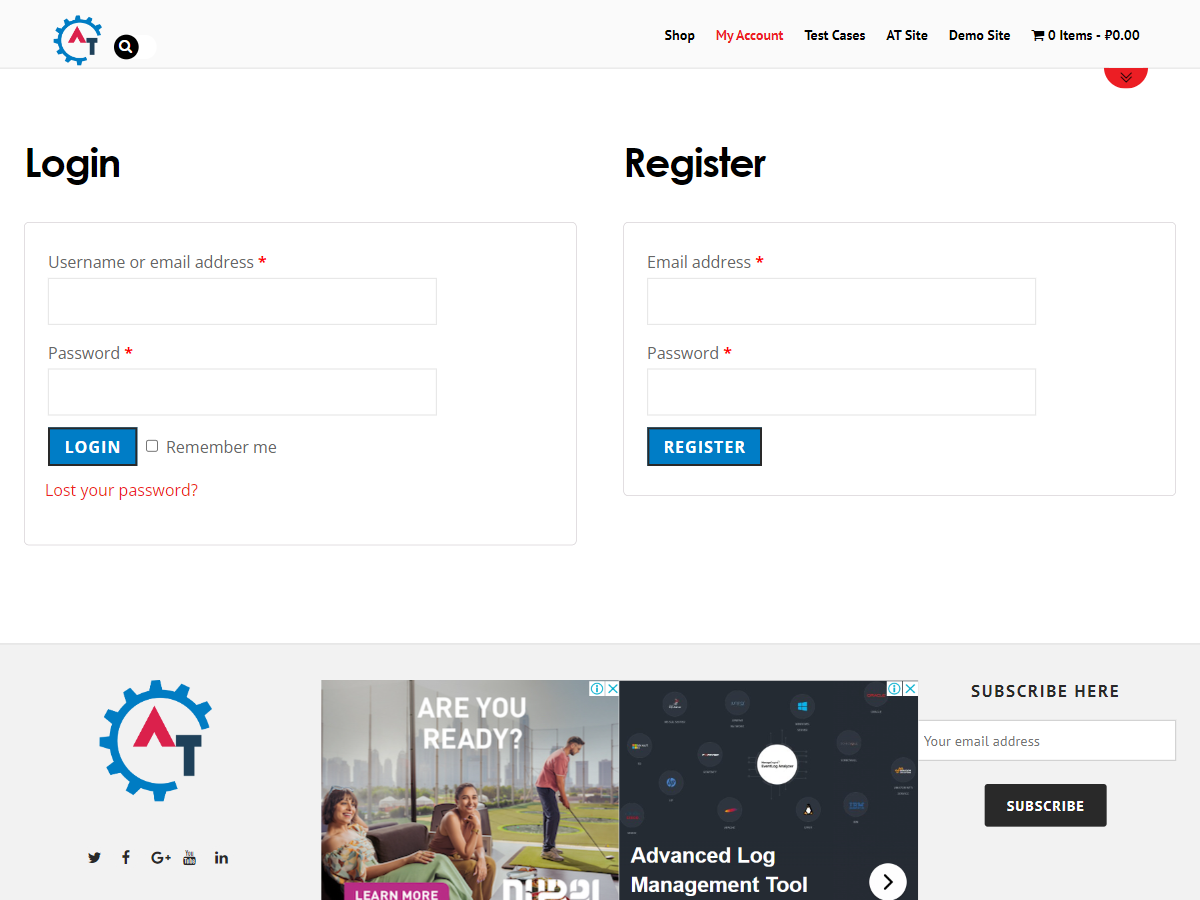 AT
Shop
My Account
Test Cases
AT Site
Demo Site
0 Items - ₽0.00
Login
Register
Username or email address *
Password *
LOGIN
Remember me
Lost your password?
Email address *
Password *
REGISTER
AT
ARE YOU
READY?
LEARN MORE
Advanced Log
Management Tool
SUBSCRIBE HERE
Your email address
SUBSCRIBE